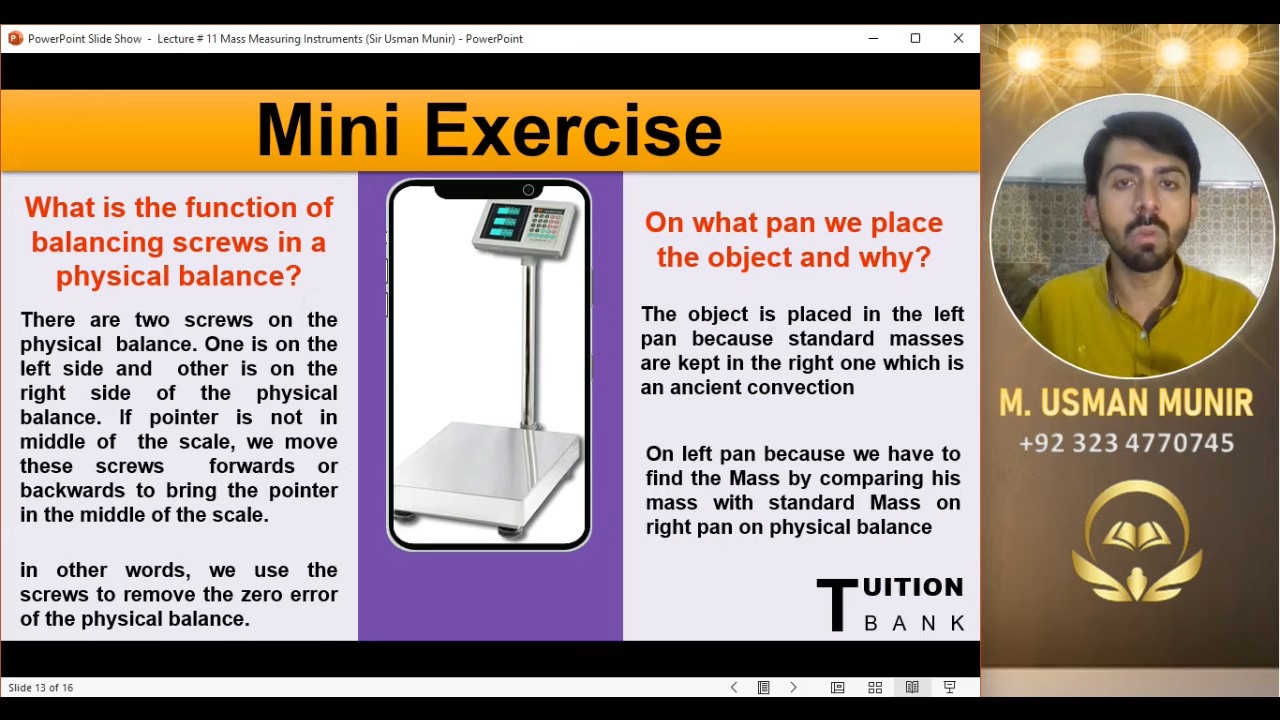 PowerPoint Slide Show - Lecture # 11 Mass Measuring Instruments (Sir Usman Munir) - PowerPoint
Mini Exercise
What is the function of
balancing screws in a
physical balance?
There are two screws on the
physical balance. One is on the
left side and other is on the
right side of the physical
balance. If pointer is not in
middle of the scale, we move
these screws forwards or
backwards to bring the pointer
in the middle of the scale.
in other words, we use the
screws to remove the zero error
of the physical balance.
On what pan we place
the object and why?
The object is placed in the left
pan because standard masses
are kept in the right one which is
an ancient convection
On left pan because we have to
find the Mass by comparing his
mass with standard Mass on
right pan on physical balance
TUITION
BANK
M. USMAN MUNIR
+92 323 4770745
Slide 13 of 16